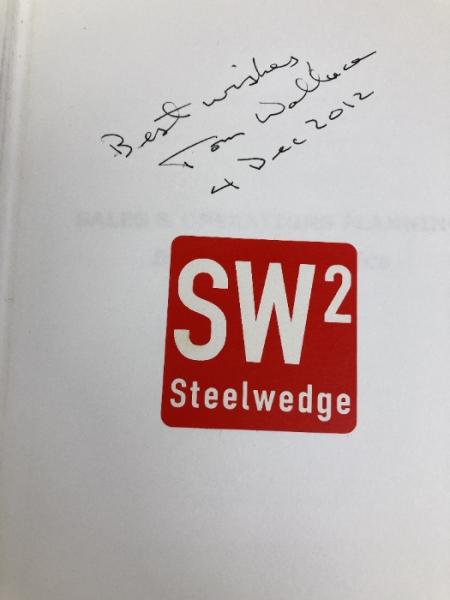 Best wishes
Tom Wallace
4 Dec 2012
SALES & OPERATIONS PLANNING
SW²
Steelwedge